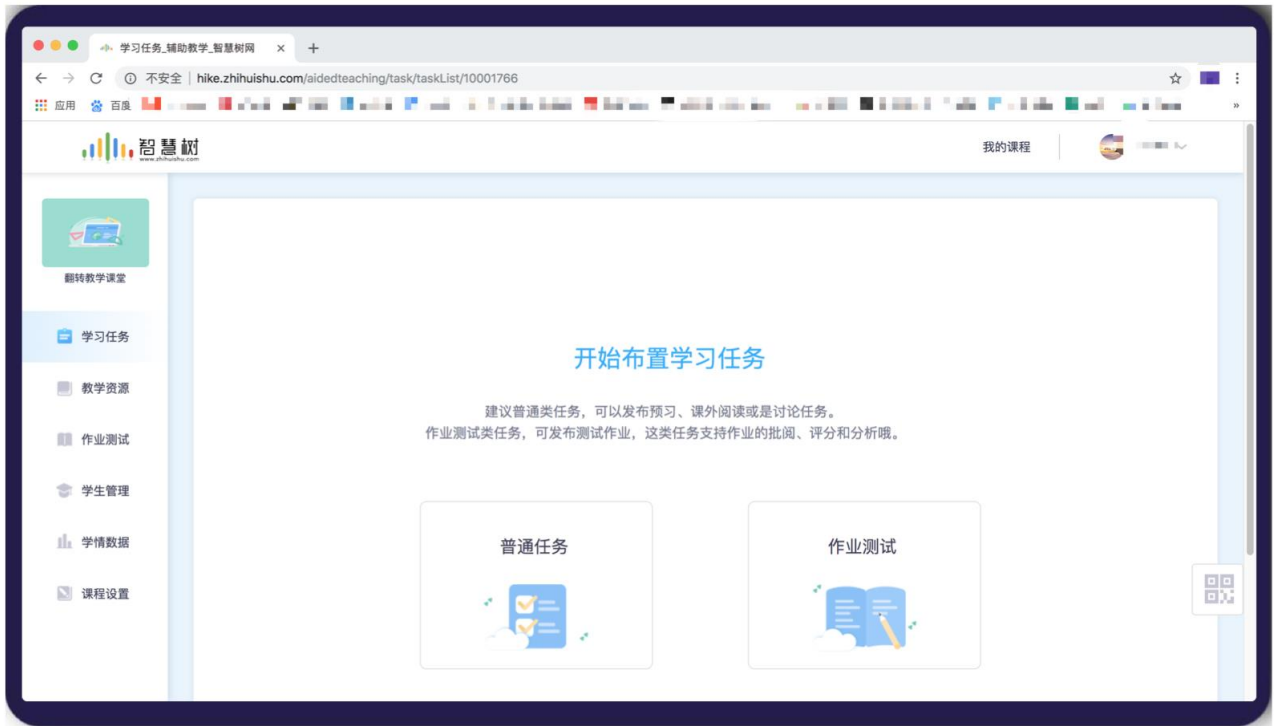 学习任务_辅助教学_智慧树网
不安全 | hike.zhihuishu.com/aidedteaching/task/taskList/10001766
应用 百度
智慧树
www.zhihuishu.com
我的课程
翻转教学课堂
学习任务
教学资源
作业测试
学生管理
学情数据
课程设置
开始布置学习任务
建议普通类任务，可以发布预习、课外阅读或是讨论任务。
作业测试类任务，可发布测试作业，这类任务支持作业的批阅、评分和分析哦。
普通任务
作业测试